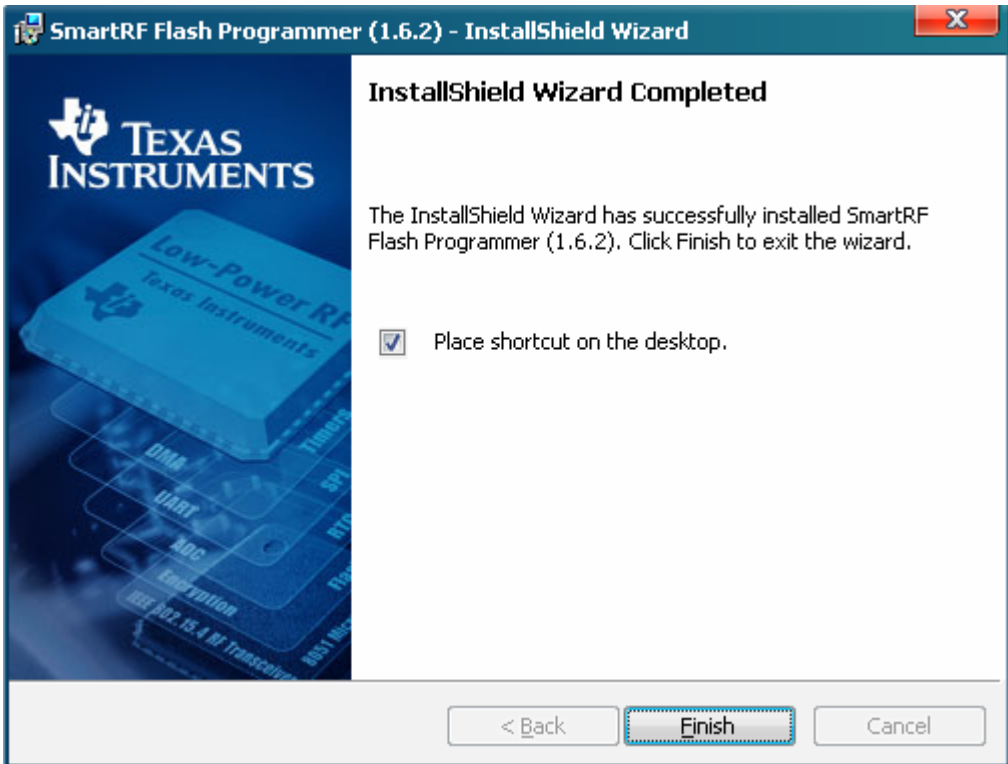 SmartRF Flash Programmer (1.6.2) - InstallShield Wizard
InstallShield Wizard Completed
TEXAS
INSTRUMENTS
The InstallShield Wizard has successfully installed SmartRF
Flash Programmer (1.6.2). Click Finish to exit the wizard.
Low-Power RF
Texas Instruments
Place shortcut on the desktop.
Timers
DMA
SPI
UART
RTC
ADC
Encryption
IEEE 802.15.4 RF Transceiver
8051
< Back
Finish
Cancel